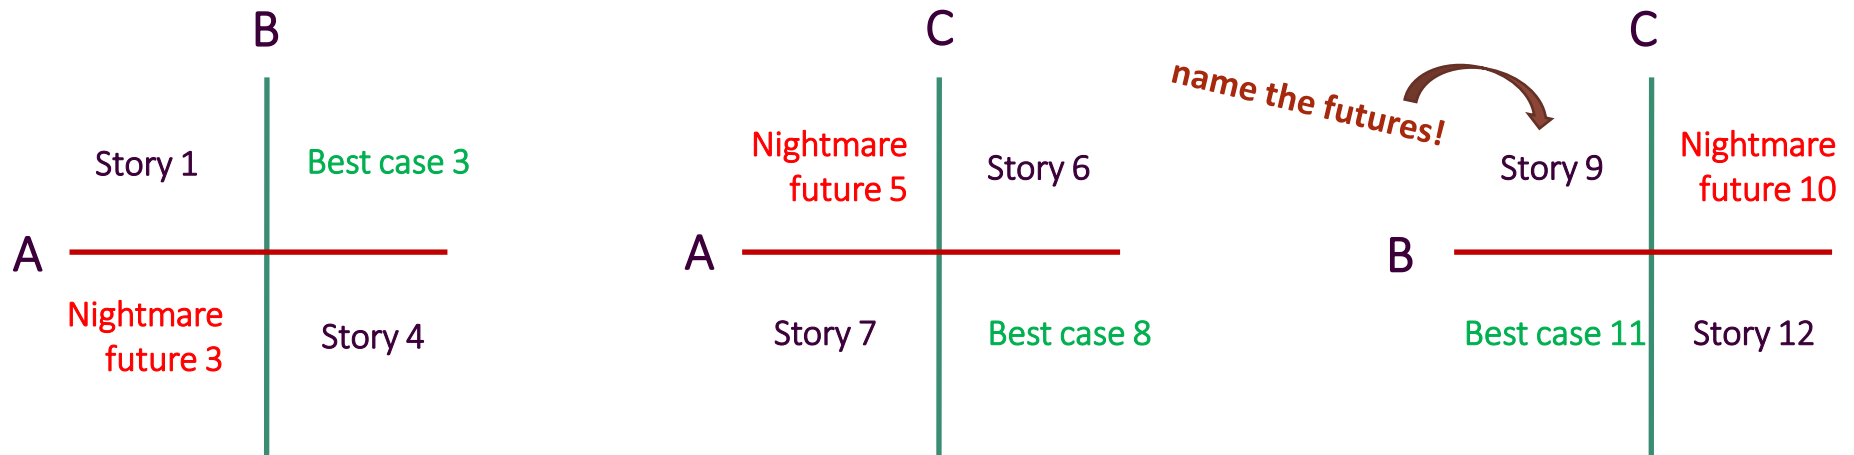 B
Story 1
Best case 3
A
Nightmare
future 3
Story 4
C
Nightmare
future 5
Story 6
A
Story 7
Best case 8
name the futures!
C
Story 9
Nightmare
future 10
B
Best case 11
Story 12